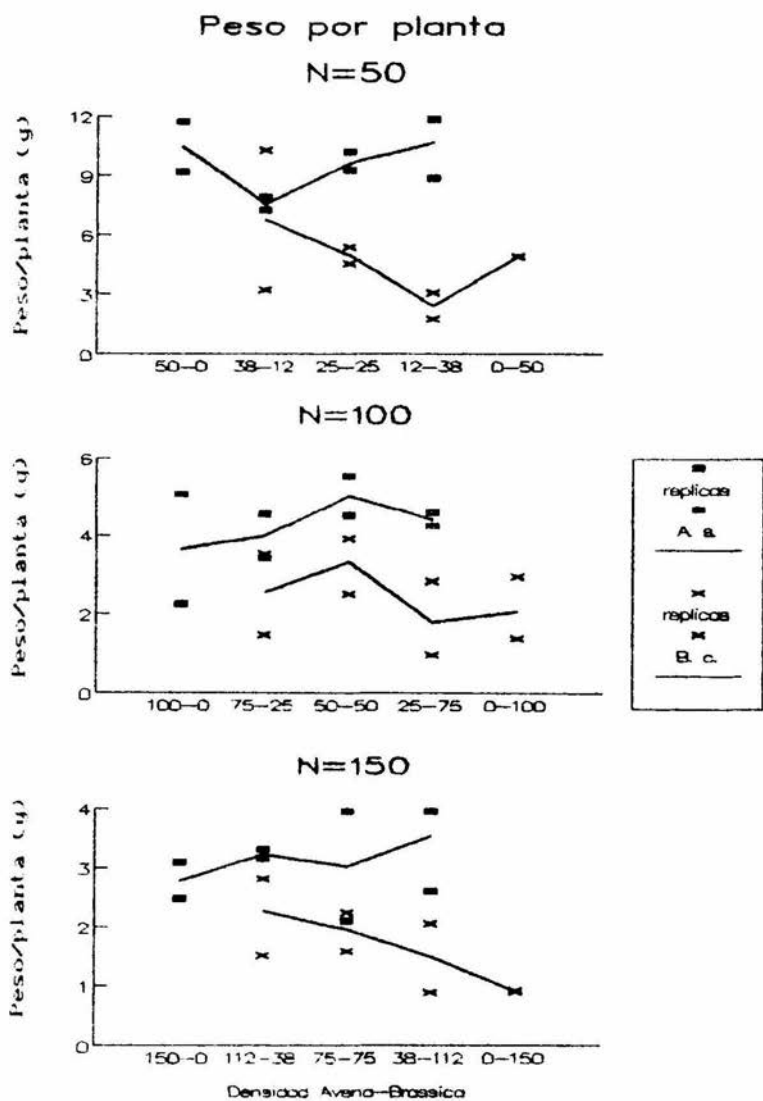 Peso por planta
N=50
Peso/planta (g)
12
9
6
3
0
50-0 38-12 25-25 12-38 0-50
N=100
Peso/planta (g)
6
4
2
0
100-0 75-25 50-50 25-75 0-100
replicas
A. a.
replicas
B. c.
N=150
Peso/planta (g)
4
3
2
1
0
150-0 112-38 75-75 38-112 0-150
Densidad Avena-Brassica